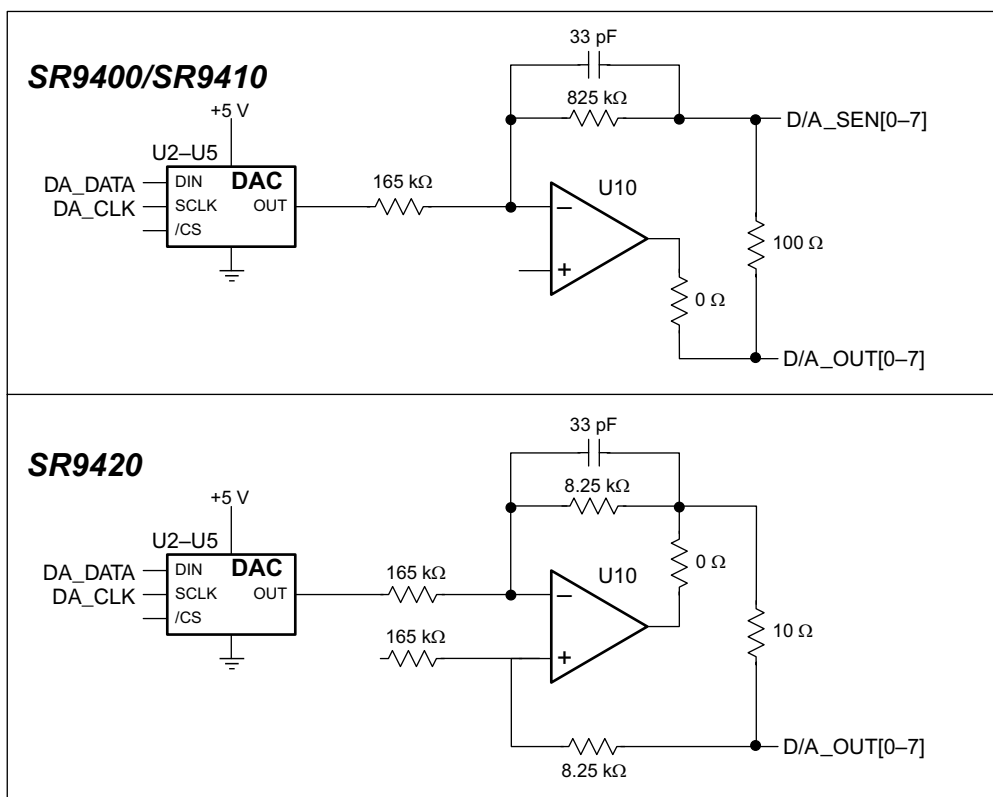 SR9400/SR9410
33 pF
825 kΩ
D/A_SEN[0–7]
+5 V
U2–U5
DAC
DA_DATA
DIN
DA_CLK
SCLK
OUT
/CS
165 kΩ
U10
–
+
100 Ω
0 Ω
D/A_OUT[0–7]
SR9420
33 pF
8.25 kΩ
+5 V
U2–U5
DAC
DA_DATA
DIN
DA_CLK
SCLK
OUT
/CS
165 kΩ
165 kΩ
U10
–
+
0 Ω
10 Ω
D/A_OUT[0–7]
8.25 kΩ